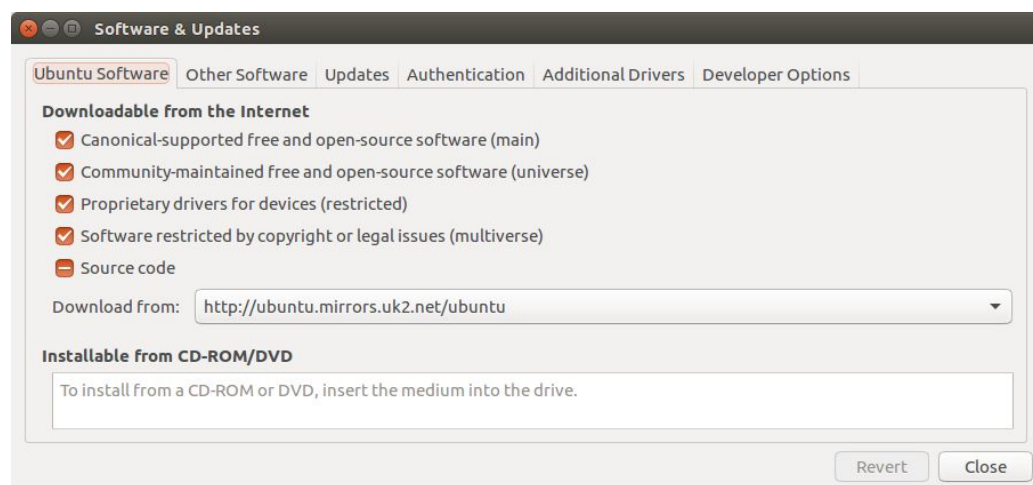 Software & Updates
Ubuntu Software Other Software Updates Authentication Additional Drivers Developer Options
Downloadable from the Internet
Canonical-supported free and open-source software (main)
Community-maintained free and open-source software (universe)
Proprietary drivers for devices (restricted)
Software restricted by copyright or legal issues (multiverse)
Source code
Download from: http://ubuntu.mirrors.uk2.net/ubuntu
Installable from CD-ROM/DVD
To install from a CD-ROM or DVD, insert the medium into the drive.
Revert Close